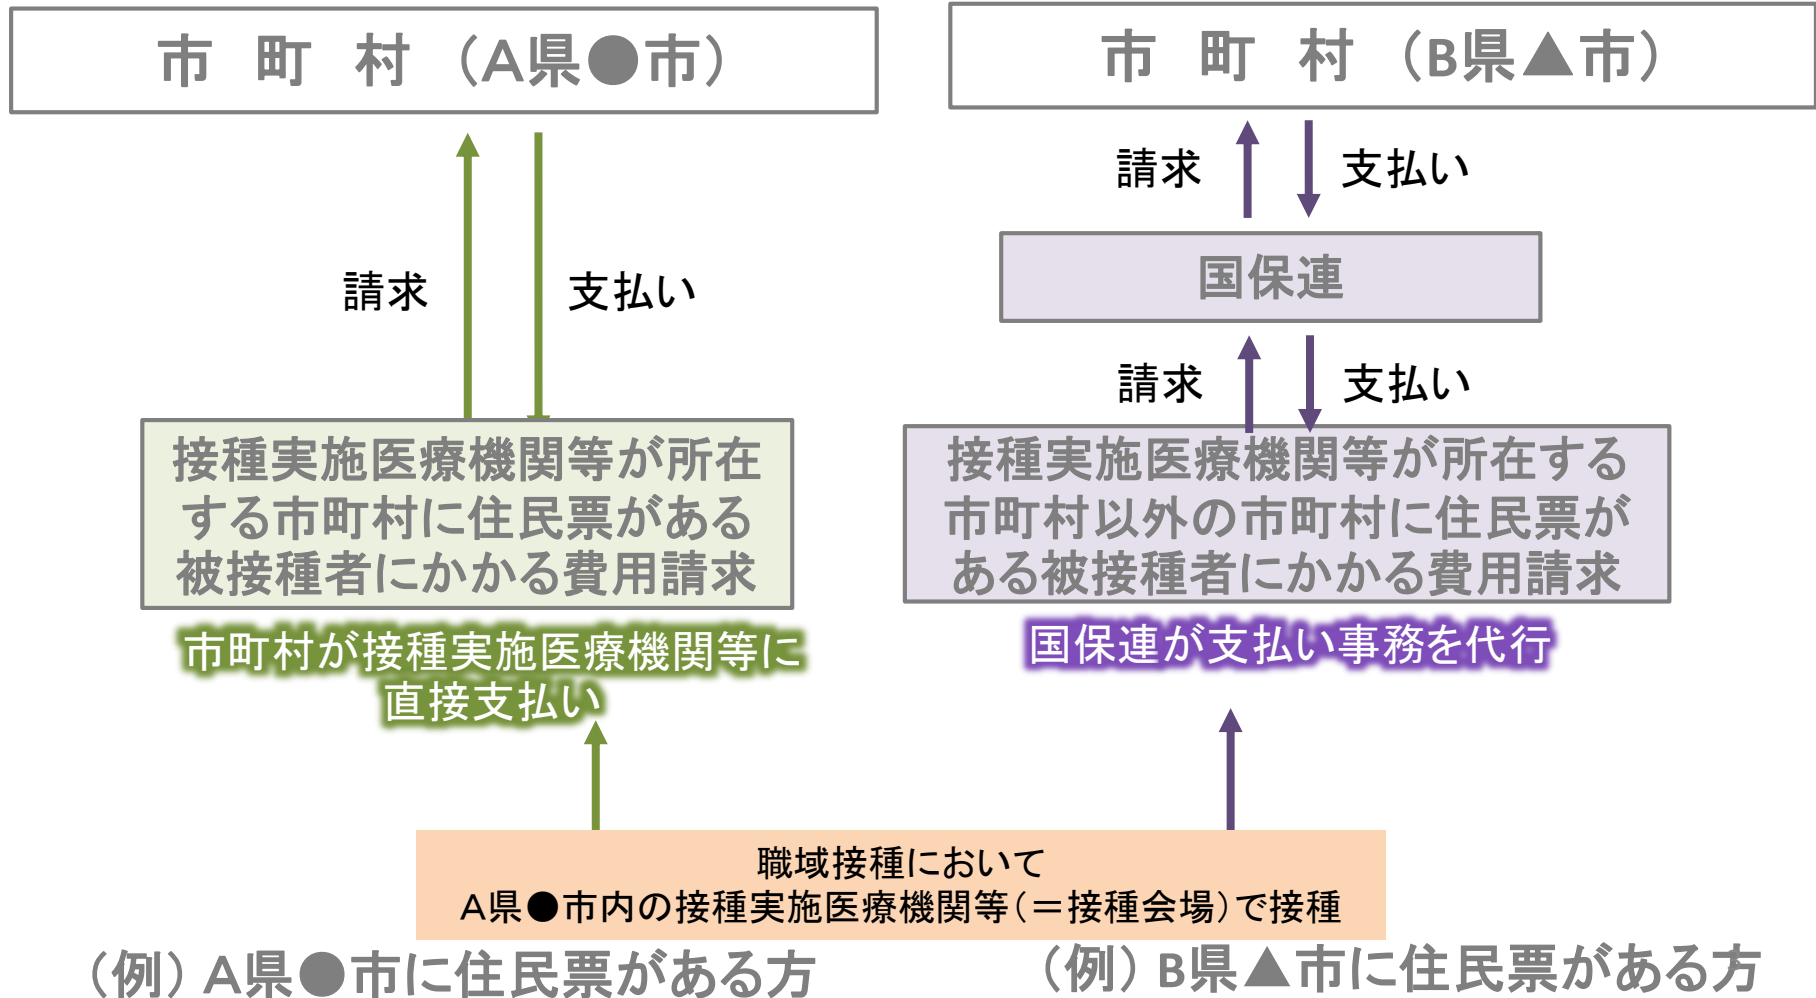 市　町　村（A県●市）
請求
支払い
接種実施医療機関等が所在
する市町村に住民票がある
被接種者にかかる費用請求
市町村が接種実施医療機関等に
直接支払い
市　町　村（B県▲市）
請求
支払い
国保連
請求
支払い
接種実施医療機関等が所在する
市町村以外の市町村に住民票が
ある被接種者にかかる費用請求
国保連が支払い事務を代行
職域接種において
A県●市内の接種実施医療機関等（＝接種会場）で接種
（例）A県●市に住民票がある方
（例）B県▲市に住民票がある方